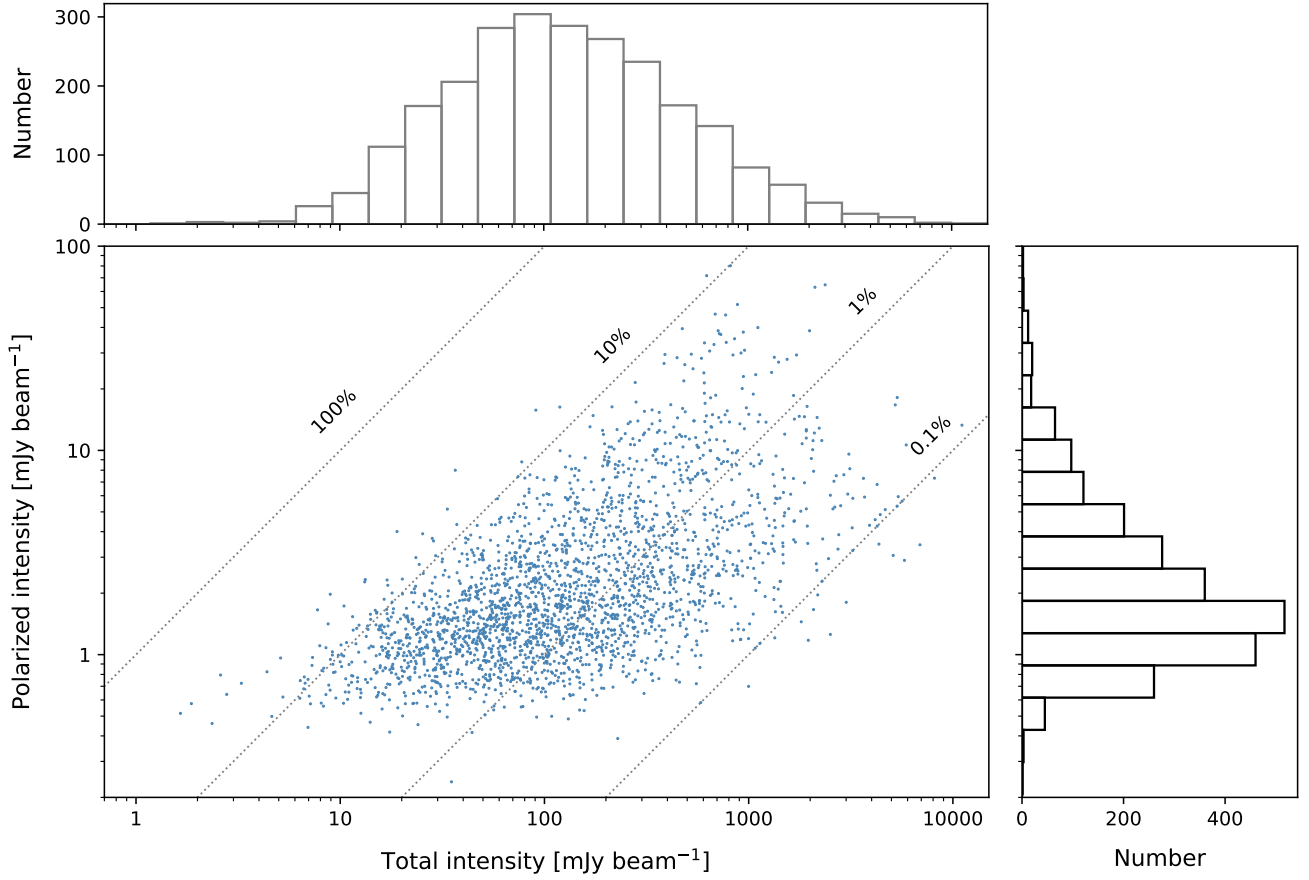 Number
300
200
100
0
Polarized intensity [mJy beam⁻¹]
100
10
1
100%
10%
1%
0.1%
1 10 100 1000 10000
Total intensity [mJy beam⁻¹]
0 200 400
Number